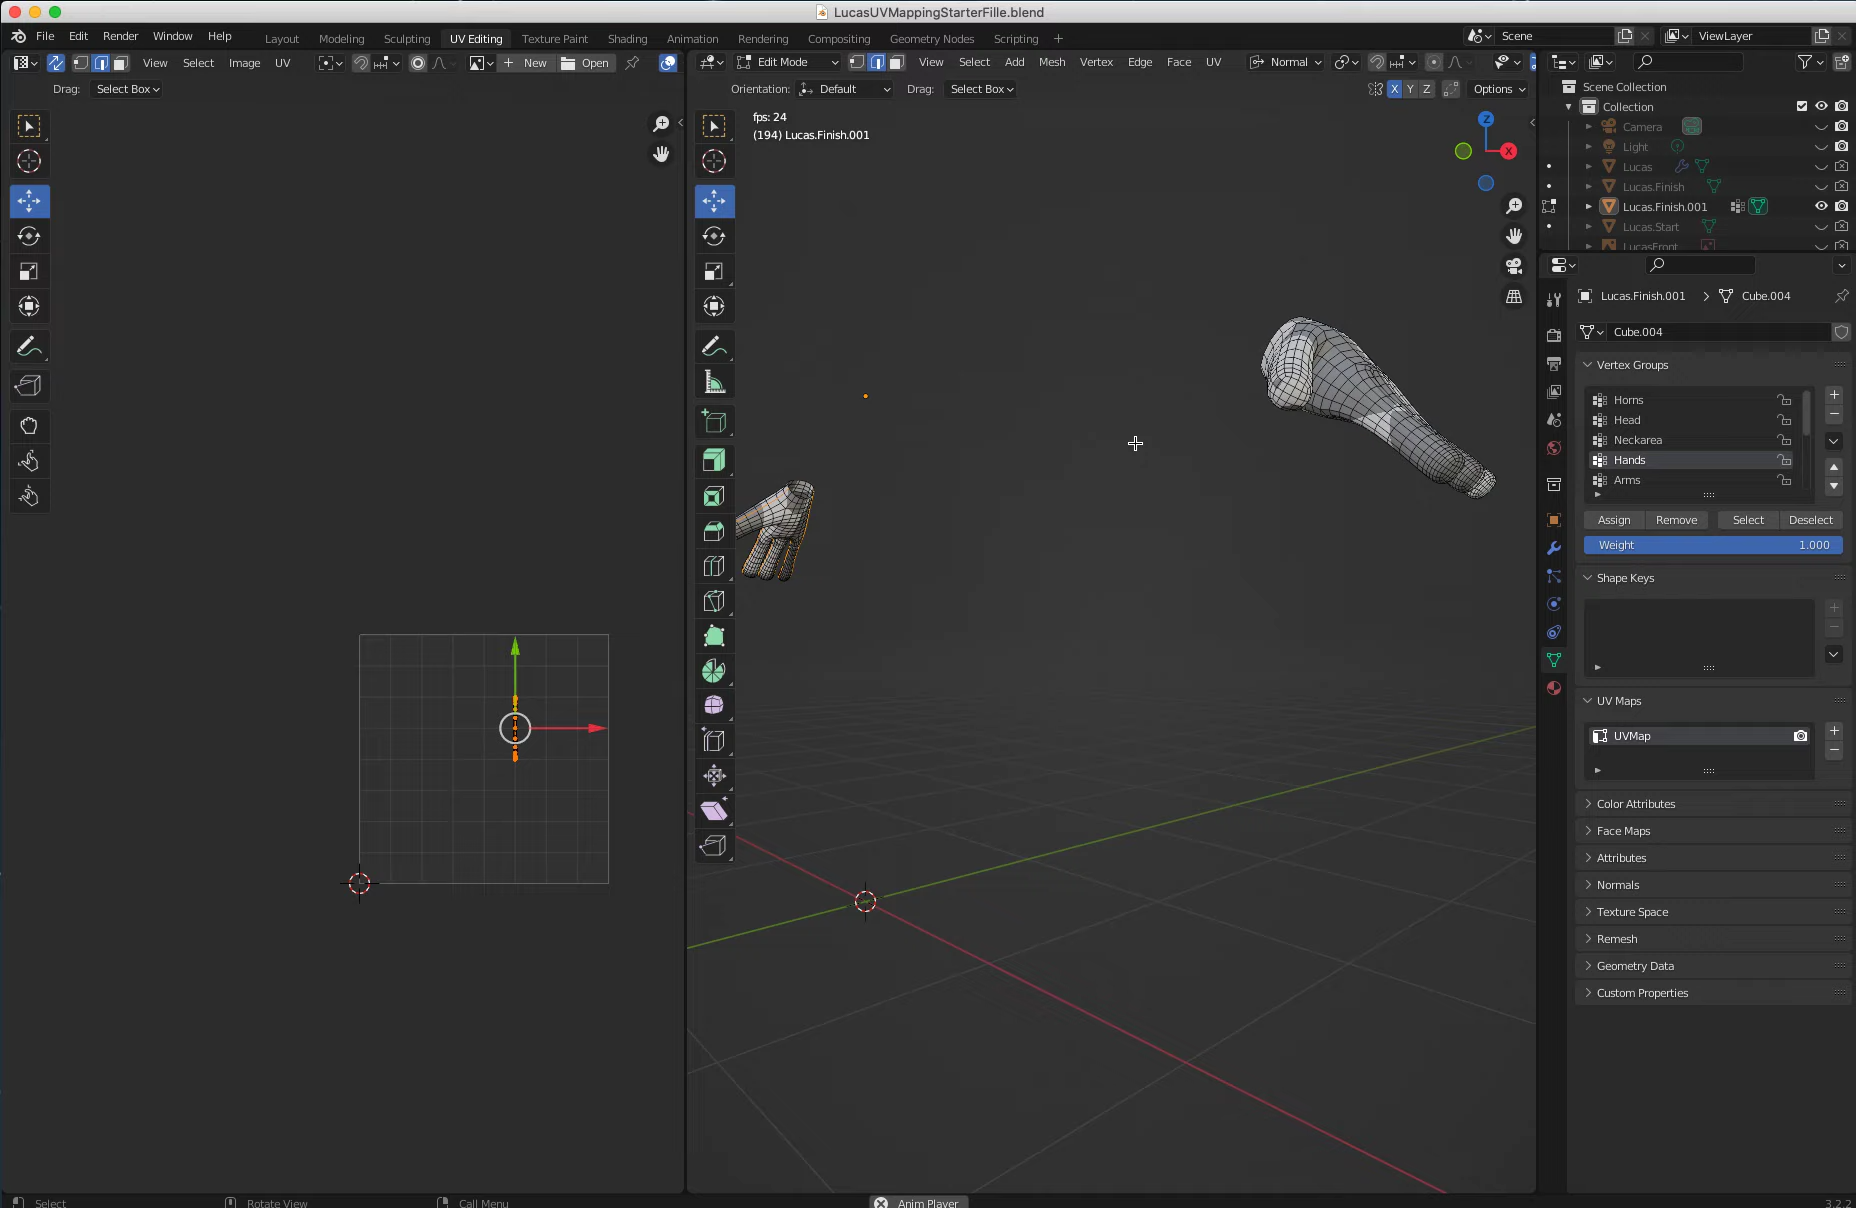 LucasUVMappingStarterFille.blend
File Edit Render Window Help Layout Modeling Sculpting UV Editing Texture Paint Shading Animation Rendering Compositing Geometry Nodes Scripting + Scene ViewLayer
View Select Image UV New Open Edit Mode View Select Add Mesh Vertex Edge Face UV Normal
Drag: Select Box Orientation: Default Drag: Select Box X Y Z Options
Scene Collection
Collection
Camera
Light
Lucas
Lucas.Finish
Lucas.Finish.001
Lucas.Start
LucasFront
fps: 24
(194) Lucas.Finish.001
Z
X
Lucas.Finish.001 > Cube.004
Cube.004
Vertex Groups
Horns
Head
Neckarea
Hands
Arms
Assign Remove Select Deselect
Weight 1.000
Shape Keys
UV Maps
UVMap
Color Attributes
Face Maps
Attributes
Normals
Texture Space
Remesh
Geometry Data
Custom Properties
Select Rotate View Call Menu Anim Player 3.2.2